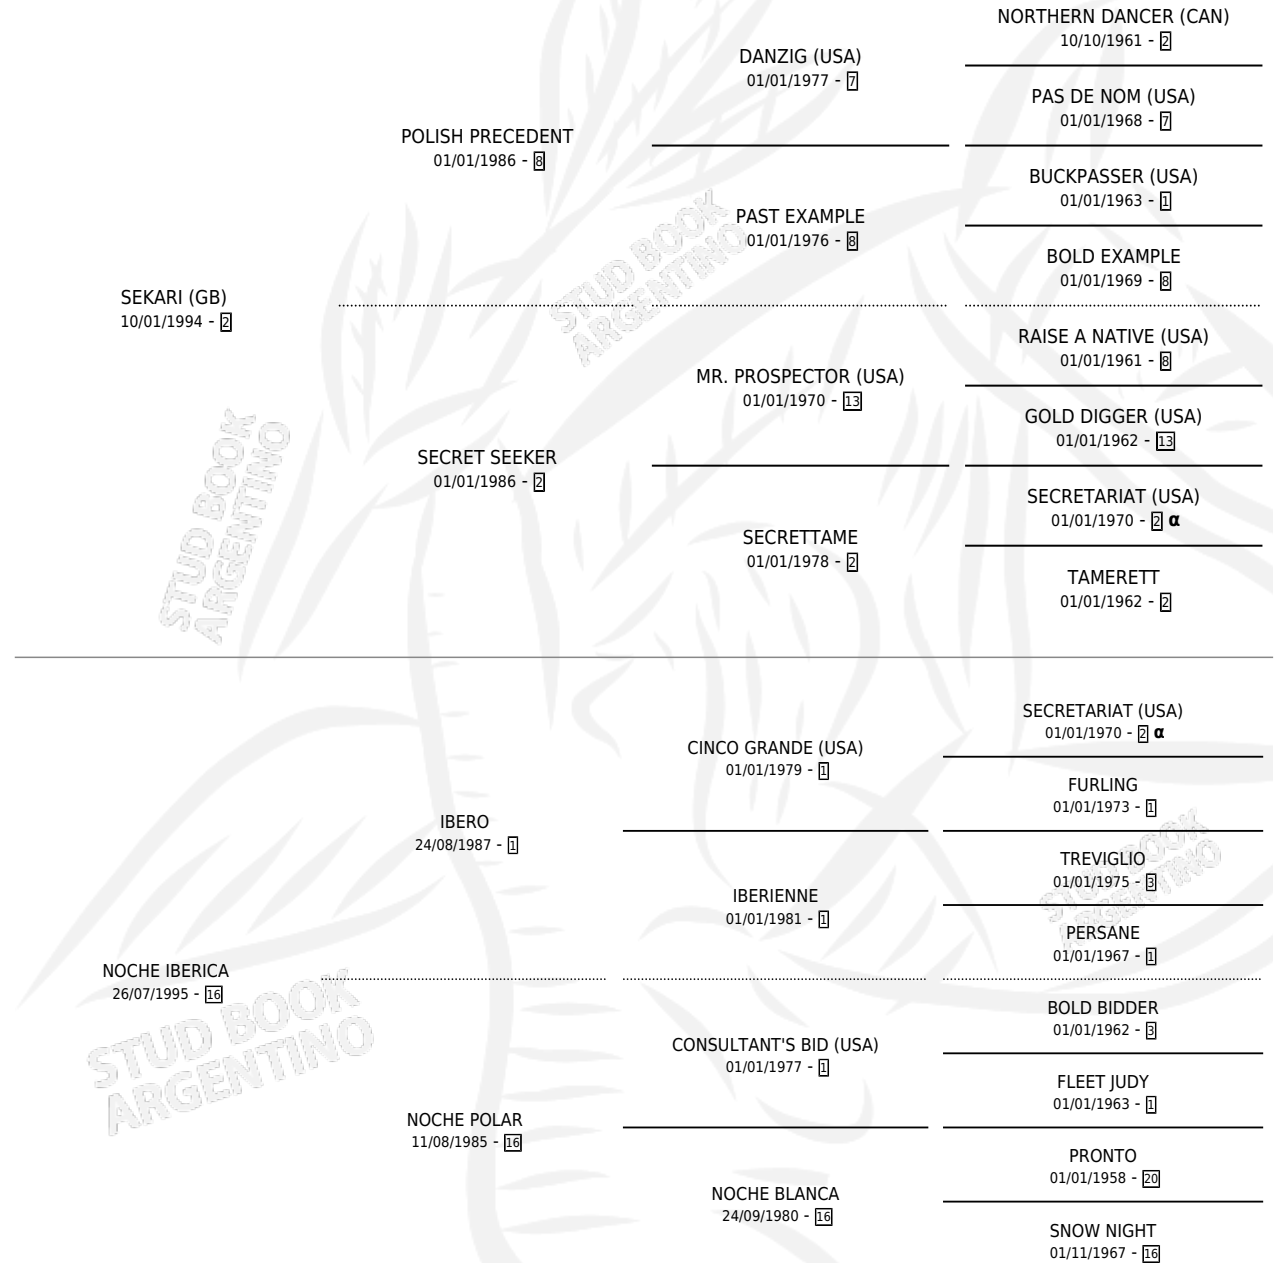 NORTHERN DANCER (CAN)
10/10/1961 - 2
DANZIG (USA)
01/01/1977 - 7
PAS DE NOM (USA)
01/01/1968 - 7
POLISH PRECEDENT
01/01/1986 - 8
BUCKPASSER (USA)
01/01/1963 - 1
PAST EXAMPLE
01/01/1976 - 8
BOLD EXAMPLE
01/01/1969 - 8
SEKARI (GB)
10/01/1994 - 2
RAISE A NATIVE (USA)
01/01/1961 - 8
MR. PROSPECTOR (USA)
01/01/1970 - 13
GOLD DIGGER (USA)
01/01/1962 - 13
SECRET SEEKER
01/01/1986 - 2
SECRETARIAT (USA)
01/01/1970 - 2 α
SECRETTAME
01/01/1978 - 2
TAMERETT
01/01/1962 - 2
SECRETARIAT (USA)
01/01/1970 - 2 α
CINCO GRANDE (USA)
01/01/1979 - 1
FURLING
01/01/1973 - 1
IBERO
24/08/1987 - 1
TREVIGLIO
01/01/1975 - 3
IBERIENNE
01/01/1981 - 1
PERSANE
01/01/1967 - 1
NOCHE IBERICA
26/07/1995 - 16
BOLD BIDDER
01/01/1962 - 3
CONSULTANT'S BID (USA)
01/01/1977 - 1
FLEET JUDY
01/01/1963 - 1
NOCHE POLAR
11/08/1985 - 16
PRONTO
01/01/1958 - 20
NOCHE BLANCA
24/09/1980 - 16
SNOW NIGHT
01/11/1967 - 16
STUD BOOK
ARGENTINO
STUD BOOK
ARGENTINO
STUD BOOK
ARGENTINO
STUD BOOK
ARGENTINO